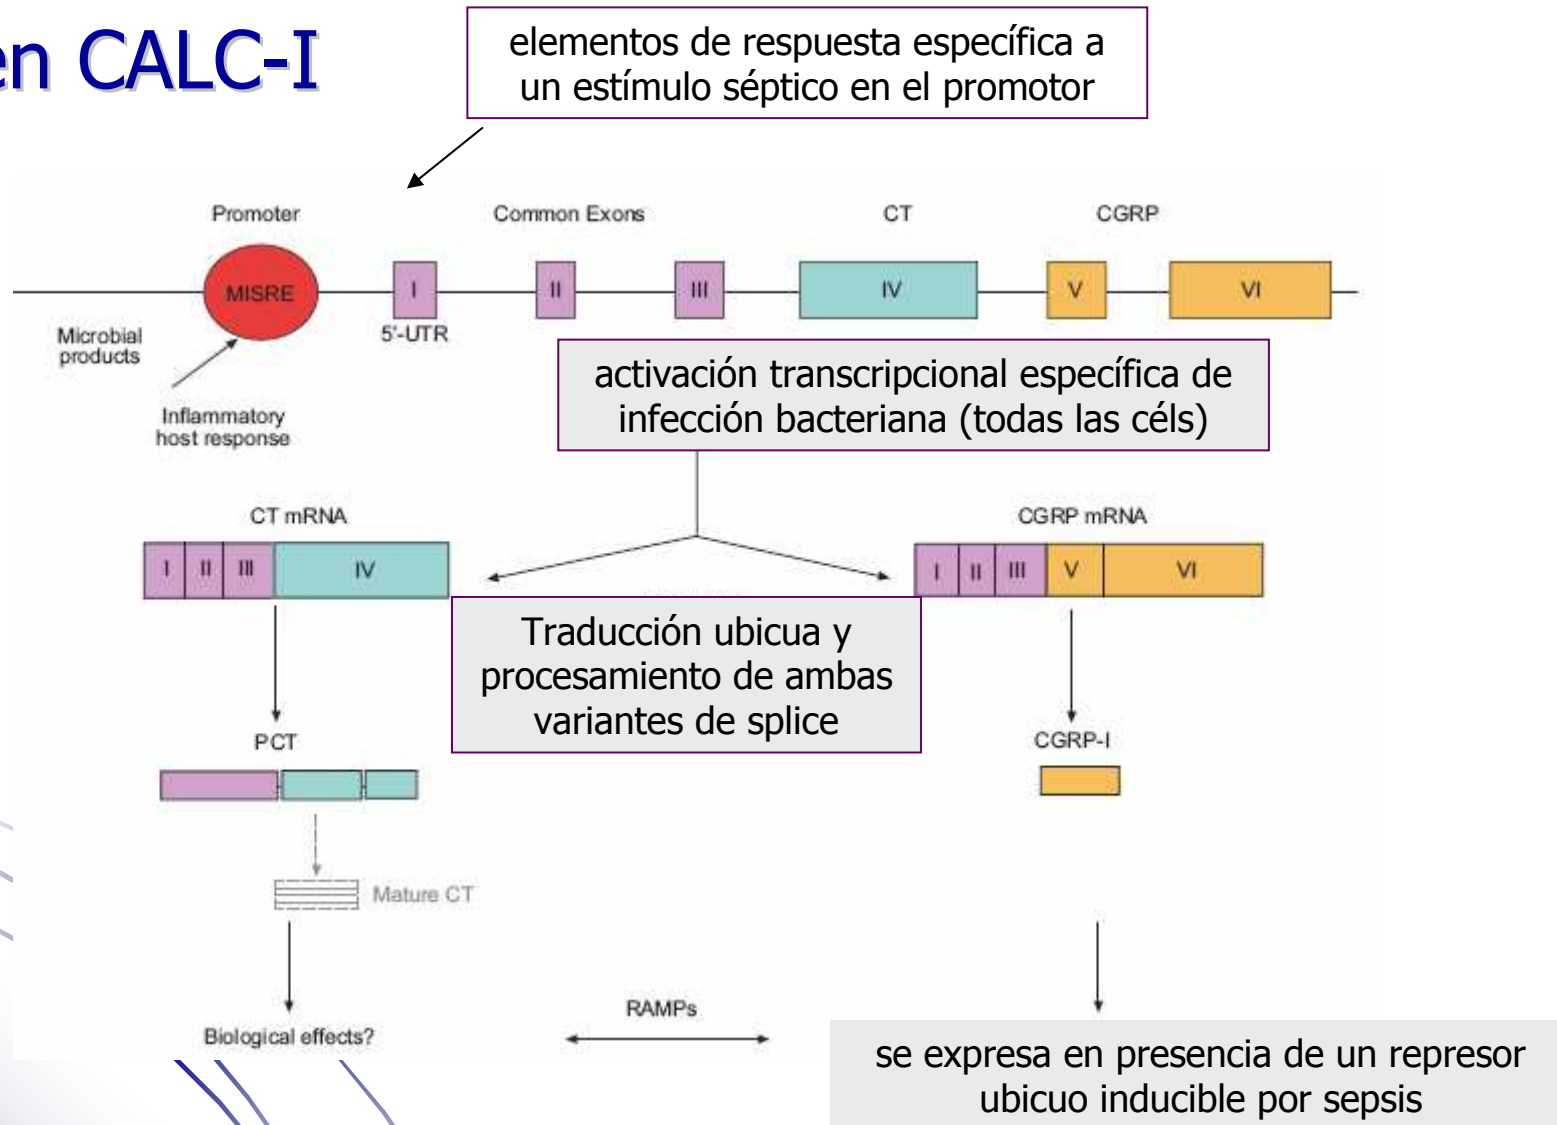 en CALC-I
elementos de respuesta específica a
un estímulo séptico en el promotor
Promoter
Common Exons
CT
CGRP
MISRE
I
II
III
IV
V
VI
5'-UTR
Microbial
products
Inflammatory
host response
activación transcripcional específica de
infección bacteriana (todas las céls)
CT mRNA
CGRP mRNA
I II III IV
I II III V VI
Traducción ubicua y
procesamiento de ambas
variantes de splice
PCT
CGRP-I
Mature CT
RAMPs
Biological effects?
se expresa en presencia de un represor
ubicuo inducible por sepsis